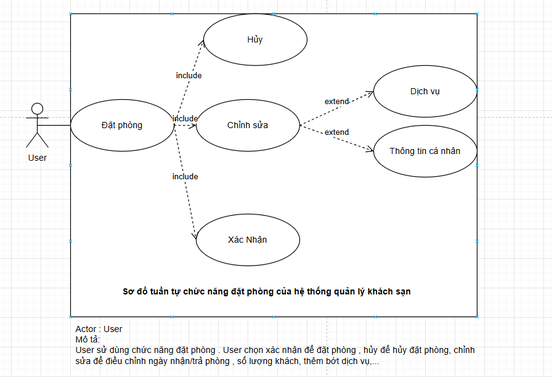 Hủy
include
Dịch vụ
extend
User
Đặt phòng
include
Chỉnh sửa
extend
Thông tin cá nhân
include
Xác Nhận
Sơ đồ tuần tự chức năng đặt phòng của hệ thống quản lý khách sạn
Actor : User
Mô tả:
User sử dùng chức năng đặt phòng . User chọn xác nhận để đặt phòng , hủy để hủy đặt phòng, chỉnh
sửa để điều chỉnh ngày nhận/trả phòng , số lượng khách, thêm bớt dịch vụ,...